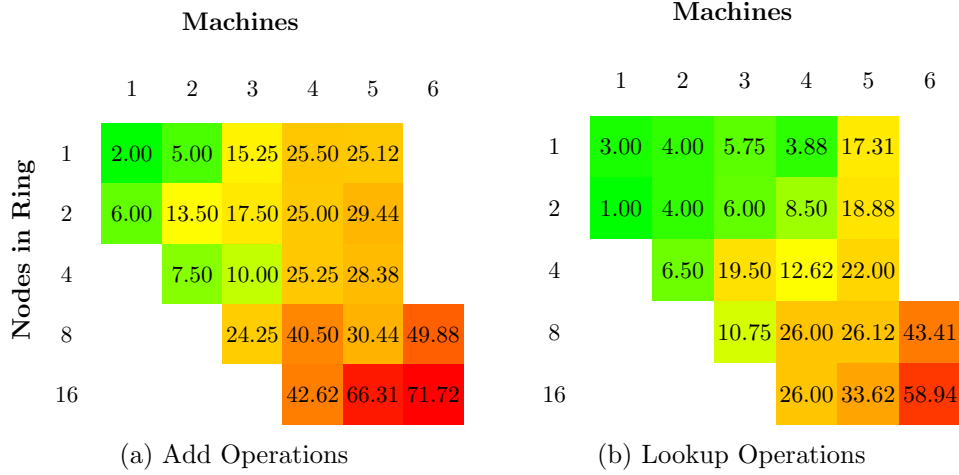 Machines
1 2 3 4 5 6
Nodes in Ring
1 2.00 5.00 15.25 25.50 25.12
2 6.00 13.50 17.50 25.00 29.44
4 7.50 10.00 25.25 28.38
8 24.25 40.50 30.44 49.88
16 42.62 66.31 71.72
(a) Add Operations
Machines
1 2 3 4 5 6
1 3.00 4.00 5.75 3.88 17.31
2 1.00 4.00 6.00 8.50 18.88
4 6.50 19.50 12.62 22.00
8 10.75 26.00 26.12 43.41
16 26.00 33.62 58.94
(b) Lookup Operations